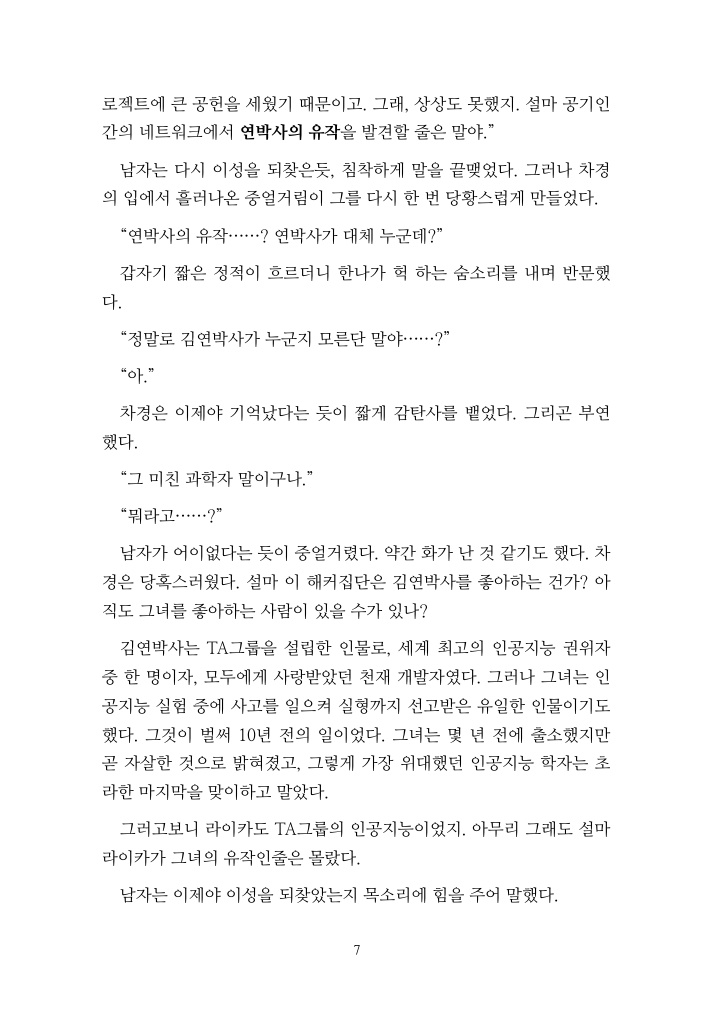 로젝트에 큰 공헌을 세웠기 때문이고. 그래, 상상도 못했지. 설마 공기인
간의 네트워크에서 연박사의 유작을 발견할 줄은 말야.”
남자는 다시 이성을 되찾은듯, 침착하게 말을 끝맺었다. 그러나 차경
의 입에서 흘러나온 중얼거림이 그를 다시 한 번 당황스럽게 만들었다.
“연박사의 유작……? 연박사가 대체 누군데?”
갑자기 짧은 정적이 흐르더니 한나가 헉 하는 숨소리를 내며 반문했
다.
“정말로 김연박사가 누군지 모른단 말야……?”
“아.”
차경은 이제야 기억났다는 듯이 짧게 감탄사를 뱉었다. 그리곤 부연
했다.
“그 미친 과학자 말이구나.”
“뭐라고……?”
남자가 어이없다는 듯이 중얼거렸다. 약간 화가 난 것 같기도 했다. 차
경은 당혹스러웠다. 설마 이 해커집단은 김연박사를 좋아하는 건가? 아
직도 그녀를 좋아하는 사람이 있을 수가 있나?
김연박사는 TA그룹을 설립한 인물로, 세계 최고의 인공지능 권위자
중 한 명이자, 모두에게 사랑받았던 천재 개발자였다. 그러나 그녀는 인
공지능 실험 중에 사고를 일으켜 실형까지 선고받은 유일한 인물이기도
했다. 그것이 벌써 10년 전의 일이었다. 그녀는 몇 년 전에 출소했지만
곧 자살한 것으로 밝혀졌고, 그렇게 가장 위대했던 인공지능 학자는 초
라한 마지막을 맞이하고 말았다.
그러고보니 라이카도 TA그룹의 인공지능이었지. 아무리 그래도 설마
라이카가 그녀의 유작인줄은 몰랐다.
남자는 이제야 이성을 되찾았는지 목소리에 힘을 주어 말했다.
7